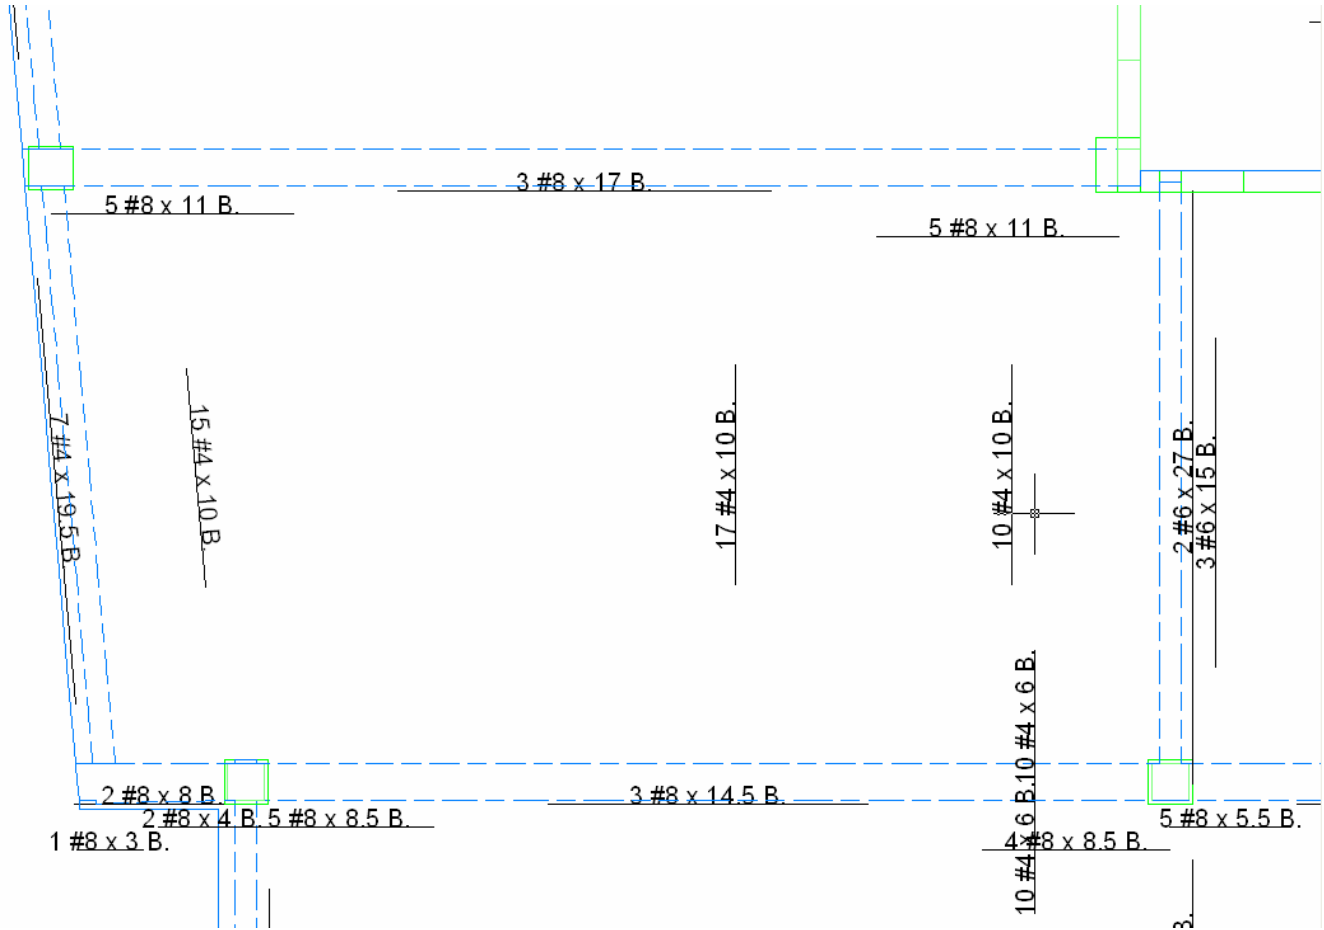 3 #8 x 17 B.
5 #8 x 11 B.
5 #8 x 11 B.
7 #4 x 19.5 B.
15 #4 x 10 B.
17 #4 x 10 B.
10 #4 x 10 B.
2 #6 x 27 B.
3 #6 x 15 B.
10 #4 x 6 B.
10 #4 x 6 B.
2 #8 x 8 B.
3 #8 x 14.5 B.
2 #8 x 4 B.
5 #8 x 8.5 B.
5 #8 x 5.5 B.
1 #8 x 3 B.
4 #8 x 8.5 B.
B.